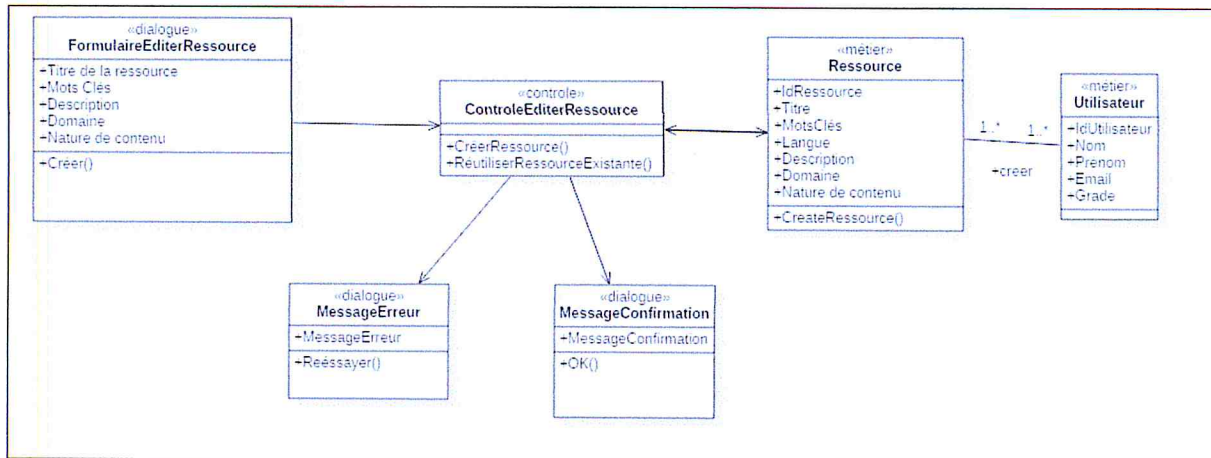 «dialogue»
FormulaireEditerRessource
+Titre de la ressource
+Mots Clés
+Description
+Domaine
+Nature de contenu
+Créer()
«controle»
ControleEditerRessource
+CréerRessource()
+RéutiliserRessourceExistante()
«métier»
Ressource
+IdRessource
+Titre
+MotsClés
+Langue
+Description
+Domaine
+Nature de contenu
+CreateRessource()
1..* 1..*
+creer
«métier»
Utilisateur
+IdUtilisateur
+Nom
+Prenom
+Email
+Grade
«dialogue»
MessageErreur
+MessageErreur
+Reéssayer()
«dialogue»
MessageConfirmation
+MessageConfirmation
+OK()